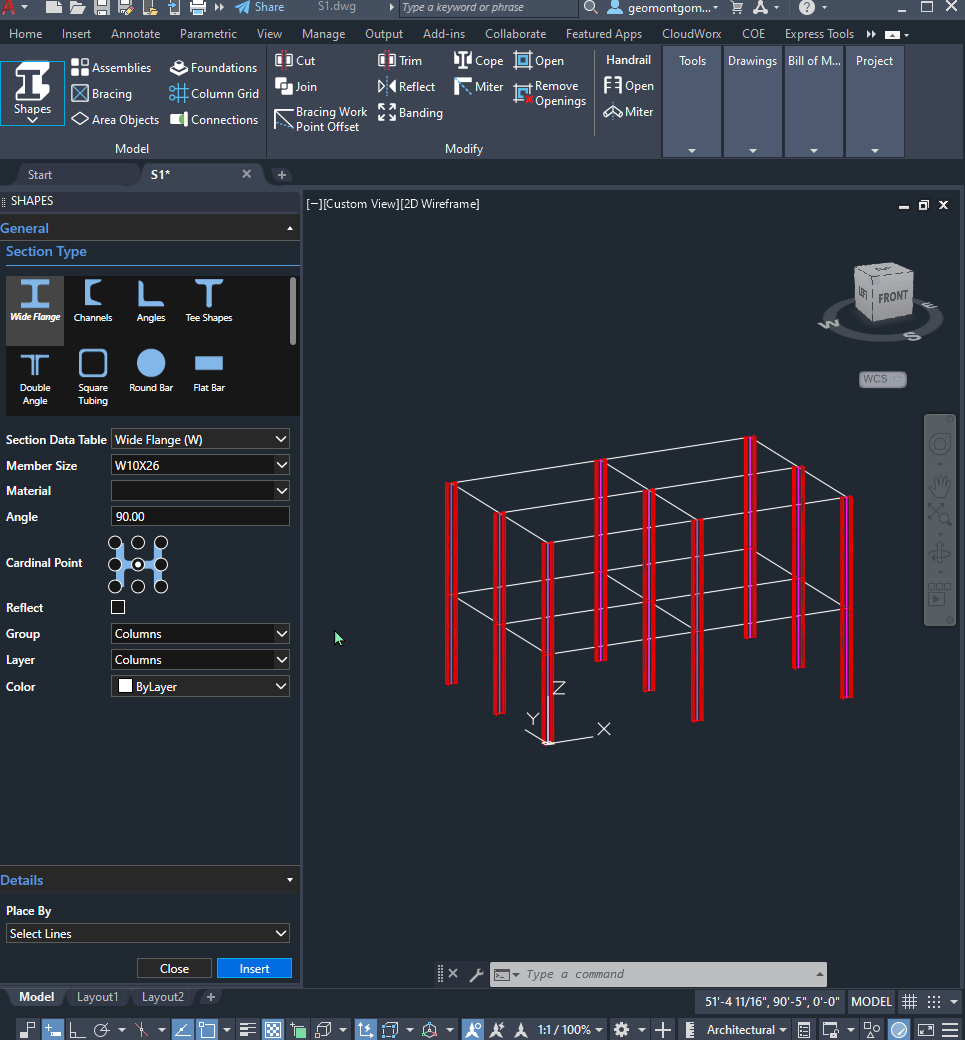 Share
S1.dwg
Type a keyword or phrase
geomontgom...
Home Insert Annotate Parametric View Manage Output Add-ins Collaborate Featured Apps CloudWorx COE Express Tools
Shapes
Assemblies
Foundations
Bracing
Column Grid
Area Objects
Connections
Model
Cut
Trim
Cope
Open
Join
Reflect
Miter
Remove
Openings
Bracing Work
Point Offset
Banding
Modify
Handrail
Open
Miter
Tools
Drawings
Bill of M...
Project
Start
S1*
SHAPES
[−][Custom View][2D Wireframe]
General
Section Type
Wide Flange
Channels
Angles
Tee Shapes
Double
Angle
Square
Tubing
Round Bar
Flat Bar
Section Data Table Wide Flange (W)
Member Size W10X26
Material
Angle 90.00
Cardinal Point
Reflect
Group Columns
Layer Columns
Color ByLayer
TOP
LEFT
FRONT
W
S
E
WCS
Z
Y
X
Details
Place By
Select Lines
Close
Insert
Type a command
Model Layout1 Layout2
51'-4 11/16", 90'-5", 0'-0" MODEL
1:1 / 100%
Architectural